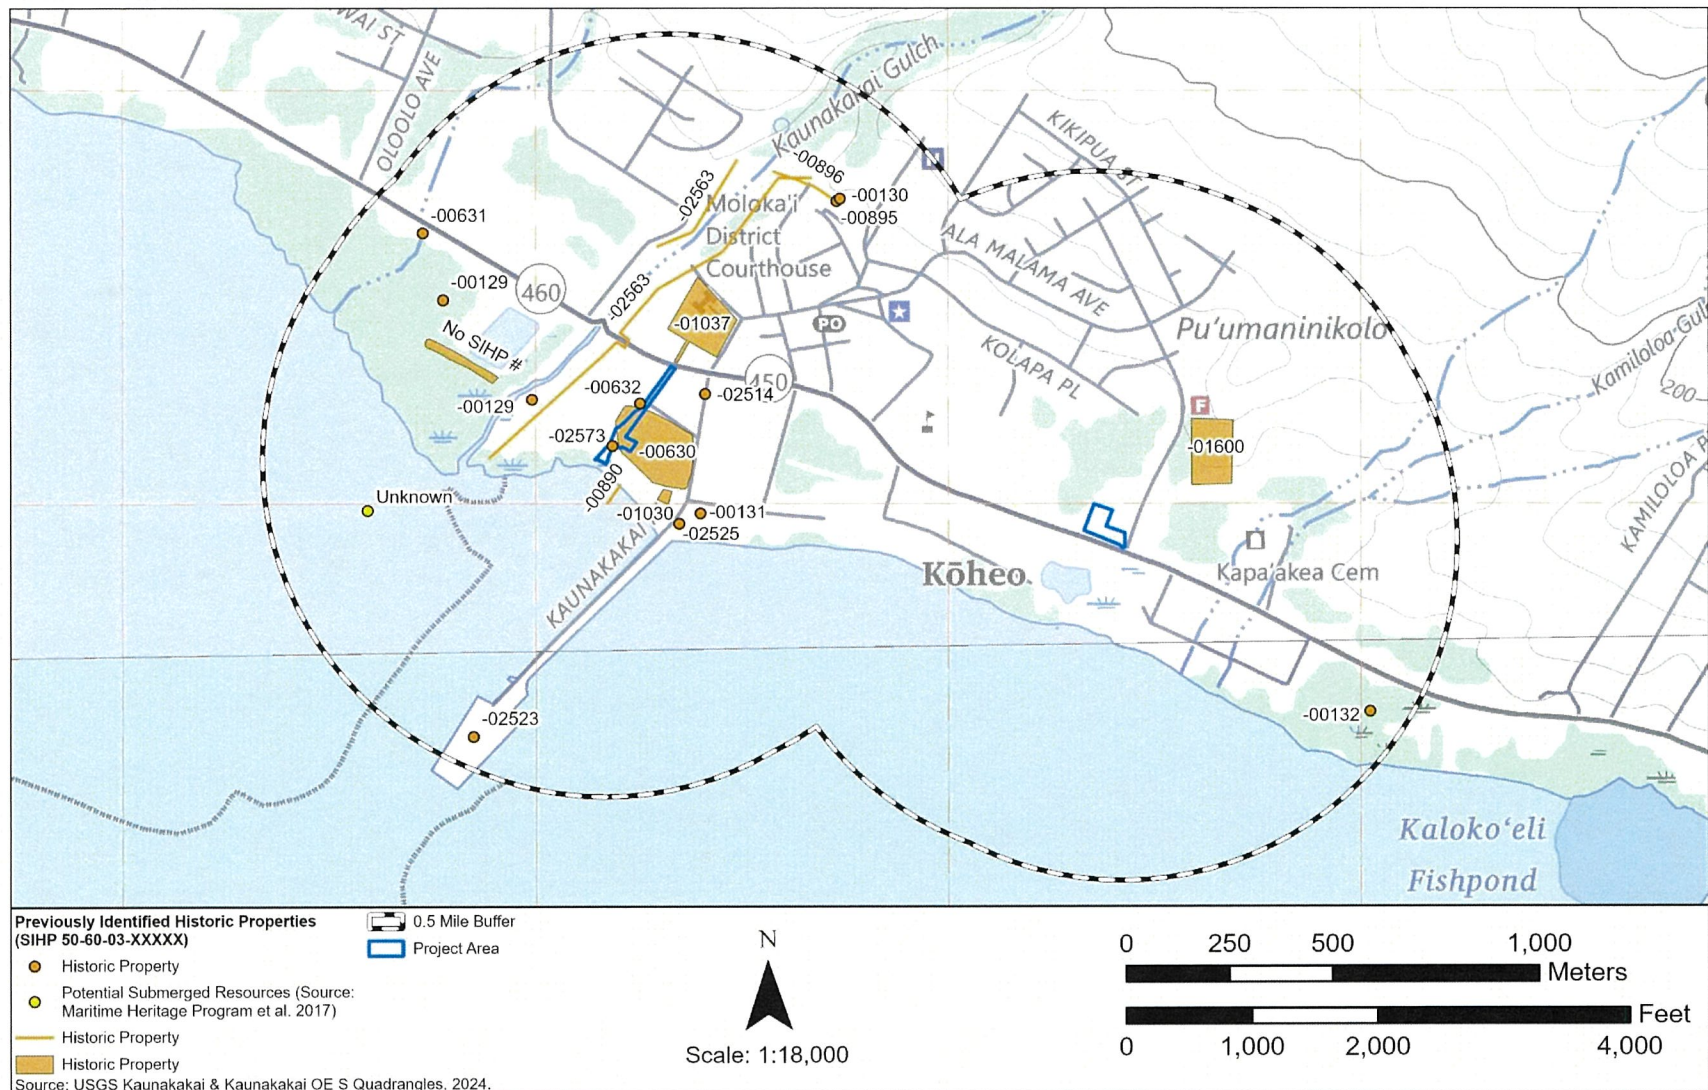 WAI ST
OLOOLO AVE
Kaunakakai Gulch
KIKIPUA ST
H
-00896
-00130
-00895
-02563
Moloka'i
District
Courthouse
-00631
-00129
460
-02563
ALA MALAMA AVE
-01037
PO
Pu'umaninikolo
Kamiloloa Gulc
No SIHP #
KOLAPA PL
200
450
-00632
-02514
-00129
F
-02573
-00630
-01600
KAMILOLOA P
Unknown
-00890
-01030
-00131
-02525
KAUNAKAKAI
Kōheo
Kapa'akea Cem
-00132
-02523
Kaloko'eli
Fishpond
Previously Identified Historic Properties
(SIHP 50-60-03-XXXXX)
Historic Property
Potential Submerged Resources (Source:
Maritime Heritage Program et al. 2017)
Historic Property
Historic Property
Source: USGS Kaunakakai & Kaunakakai OE S Quadrangles, 2024.
0.5 Mile Buffer
Project Area
N
Scale: 1:18,000
0 250 500 1,000
Meters
Feet
0 1,000 2,000 4,000